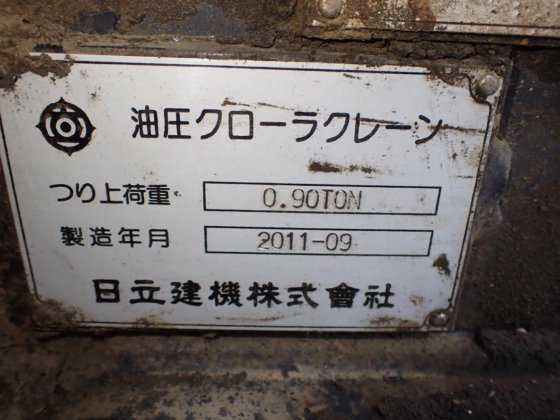 油圧クローラクレーン
つり上荷重 0.90TON
製造年月 2011-09
日立建機株式會社